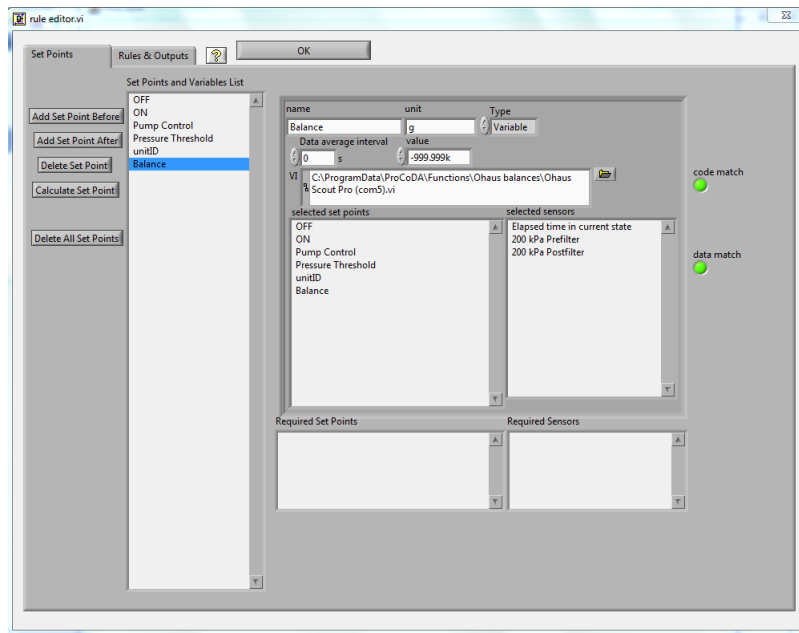 rule editor.vi
Set Points
Rules & Outputs
?
OK
Set Points and Variables List
Add Set Point Before
Add Set Point After
Delete Set Point
Calculate Set Point
Delete All Set Points
OFF
ON
Pump Control
Pressure Threshold
unitID
Balance
name
unit
Type
Balance
g
Variable
Data average interval
value
0
s
-999.999k
VI
C:\ProgramData\ProCoDA\Functions\Ohaus balances\Ohaus
Scout Pro (com5).vi
code match
data match
selected set points
OFF
ON
Pump Control
Pressure Threshold
unitID
Balance
selected sensors
Elapsed time in current state
200 kPa Prefilter
200 kPa Postfilter
Required Set Points
Required Sensors